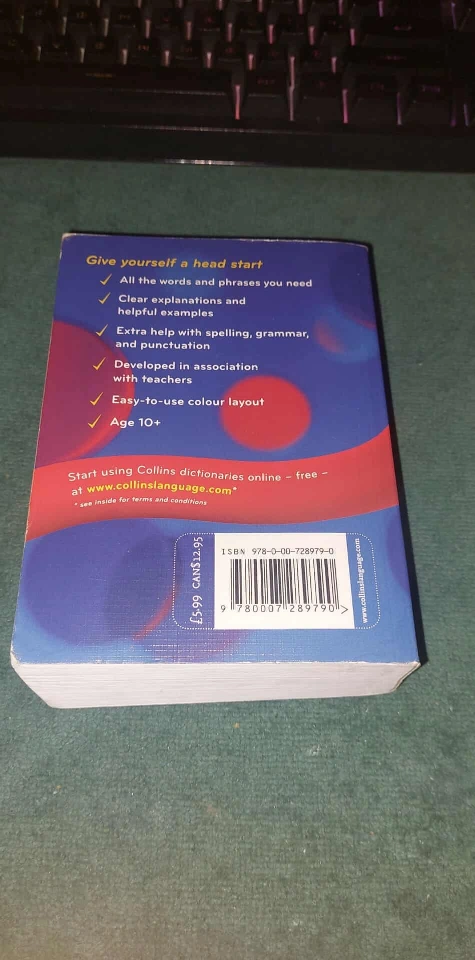 Give yourself a head start
✓ All the words and phrases you need
✓ Clear explanations and
helpful examples
✓ Extra help with spelling, grammar,
and punctuation
✓ Developed in association
with teachers
✓ Easy-to-use colour layout
✓ Age 10+
Start using Collins dictionaries online – free –
at www.collinslanguage.com*
* see inside for terms and conditions
£5.99 CAN$12.95
ISBN 978-0-00-728979-0
9 780007 289790 >
www.collinslanguage.com